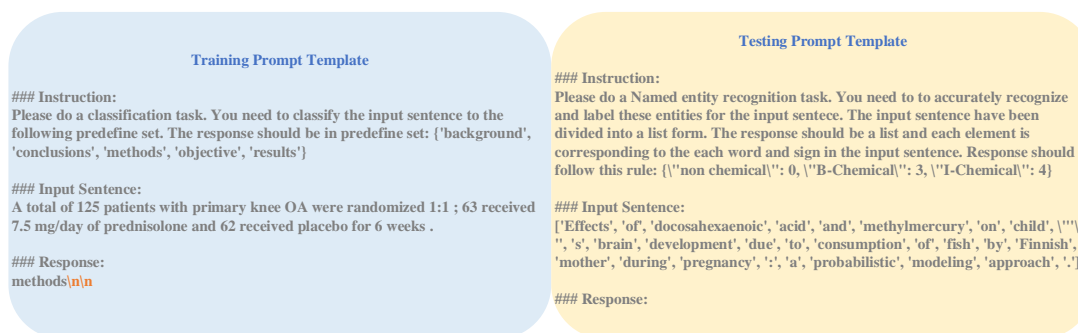 Training Prompt Template
### Instruction:
Please do a classification task. You need to classify the input sentence to the
following predefine set. The response should be in predefine set: {'background',
'conclusions', 'methods', 'objective', 'results'}
### Input Sentence:
A total of 125 patients with primary knee OA were randomized 1:1 ; 63 received
7.5 mg/day of prednisolone and 62 received placebo for 6 weeks .
### Response:
methods\n\n
Testing Prompt Template
### Instruction:
Please do a Named entity recognition task. You need to to accurately recognize
and label these entities for the input sentece. The input sentence have been
divided into a list form. The response should be a list and each element is
corresponding to the each word and sign in the input sentence. Response should
follow this rule: {\"non chemical\": 0, \"B-Chemical\": 3, \"I-Chemical\": 4}
### Input Sentence:
['Effects', 'of', 'docosahexaenoic', 'acid', 'and', 'methylmercury', 'on', 'child', \"'\
", 's', 'brain', 'development', 'due', 'to', 'consumption', 'of', 'fish', 'by', 'Finnish',
'mother', 'during', 'pregnancy', ':', 'a', 'probabilistic', 'modeling', 'approach', '.']
### Response: